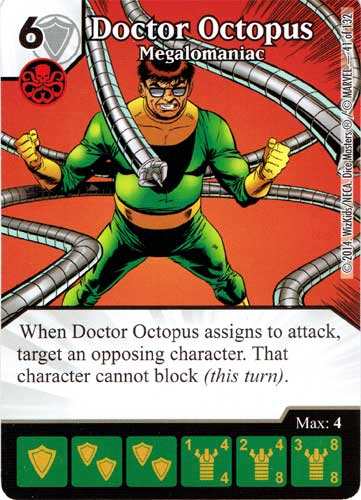 6
Doctor Octopus
Megalomaniac
©2014 WizKids/NECA. Dice Masters © / © MARVEL — 41 of 132
When Doctor Octopus assigns to attack,
target an opposing character. That
character cannot block (this turn).
Max: 4
1 4 4
2 4 8
3 8 8